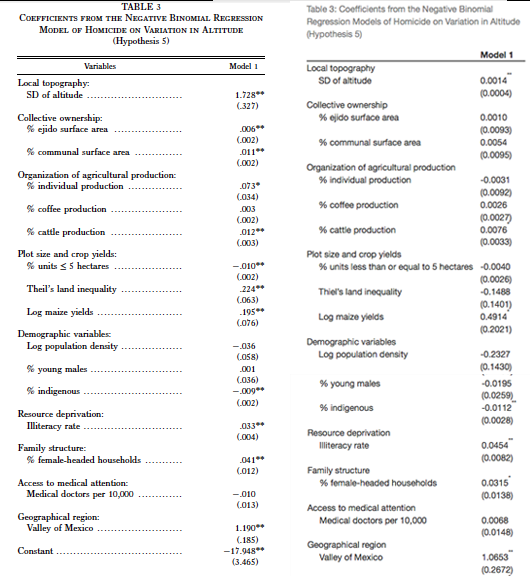 TABLE 3
COEFFICIENTS FROM THE NEGATIVE BINOMIAL REGRESSION
MODEL OF HOMICIDE ON VARIATION IN ALTITUDE
(Hypothesis 5)
Variables Model 1
Local topography:
SD of altitude .................... 1.728**
(.327)
Collective ownership:
% ejido surface area .................... .006**
(.002)
% communal surface area .............. .011**
(.002)
Organization of agricultural production:
% individual production ................ .073*
(.034)
% coffee production .................... .003
(.002)
% cattle production .................... .012**
(.003)
Plot size and crop yields:
% units ≤ 5 hectares .................... −.010**
(.002)
Theil's land inequality .................. .224**
(.063)
Log maize yields ........................ .195**
(.076)
Demographic variables:
Log population density ................ −.036
(.058)
% young males ........................ .001
(.036)
% indigenous .......................... −.009**
(.002)
Resource deprivation:
Illiteracy rate .......................... .033**
(.004)
Family structure:
% female-headed households ........... .041**
(.012)
Access to medical attention:
Medical doctors per 10,000 ............. −.010
(.013)
Geographical region:
Valley of Mexico ........................ 1.190**
(.185)
Constant .................................. −17.948**
(3.465)
Table 3: Coefficients from the Negative Binomial
Regression Models of Homicide on Variation in Altitude
(Hypothesis 5)
Model 1
Local topography
SD of altitude 0.0014**
(0.0004)
Collective ownership
% ejido surface area 0.0010
(0.0093)
% communal surface area 0.0054
(0.0095)
Organization of agricultural production
% individual production -0.0031
(0.0092)
% coffee production 0.0026
(0.0027)
% cattle production 0.0076*
(0.0033)
Plot size and crop yields
% units less than or equal to 5 hectares -0.0040
(0.0026)
Thiel's land inequality -0.1488
(0.1401)
Log maize yields 0.4914*
(0.2021)
Demographic variables
Log population density -0.2327
(0.1430)
% young males -0.0195
(0.0259)
% indigenous -0.0112**
(0.0028)
Resource deprivation
Illiteracy rate 0.0454**
(0.0082)
Family structure
% female-headed households 0.0315*
(0.0138)
Access to medical attention
Medical doctors per 10,000 0.0068
(0.0148)
Geographical region
Valley of Mexico 1.0653**
(0.2672)